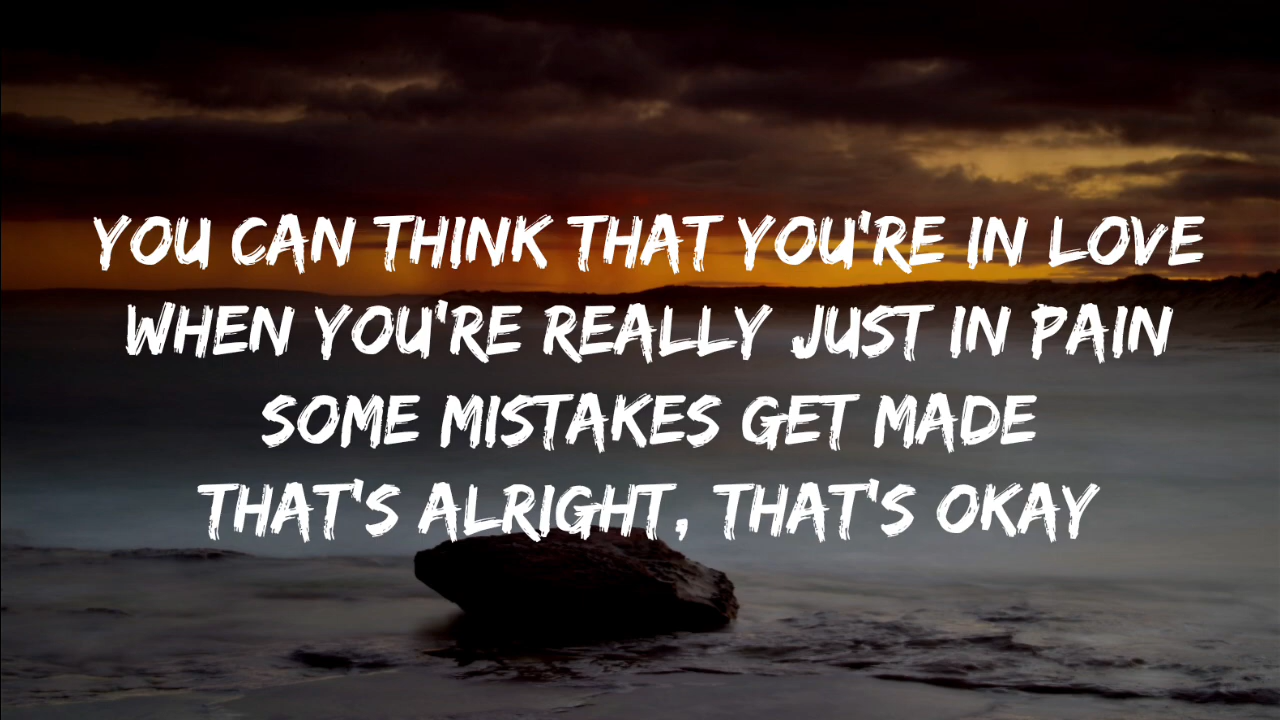 YOU CAN THINK THAT YOU'RE IN LOVE
WHEN YOU'RE REALLY JUST IN PAIN
SOME MISTAKES GET MADE
THAT'S ALRIGHT, THAT'S OKAY